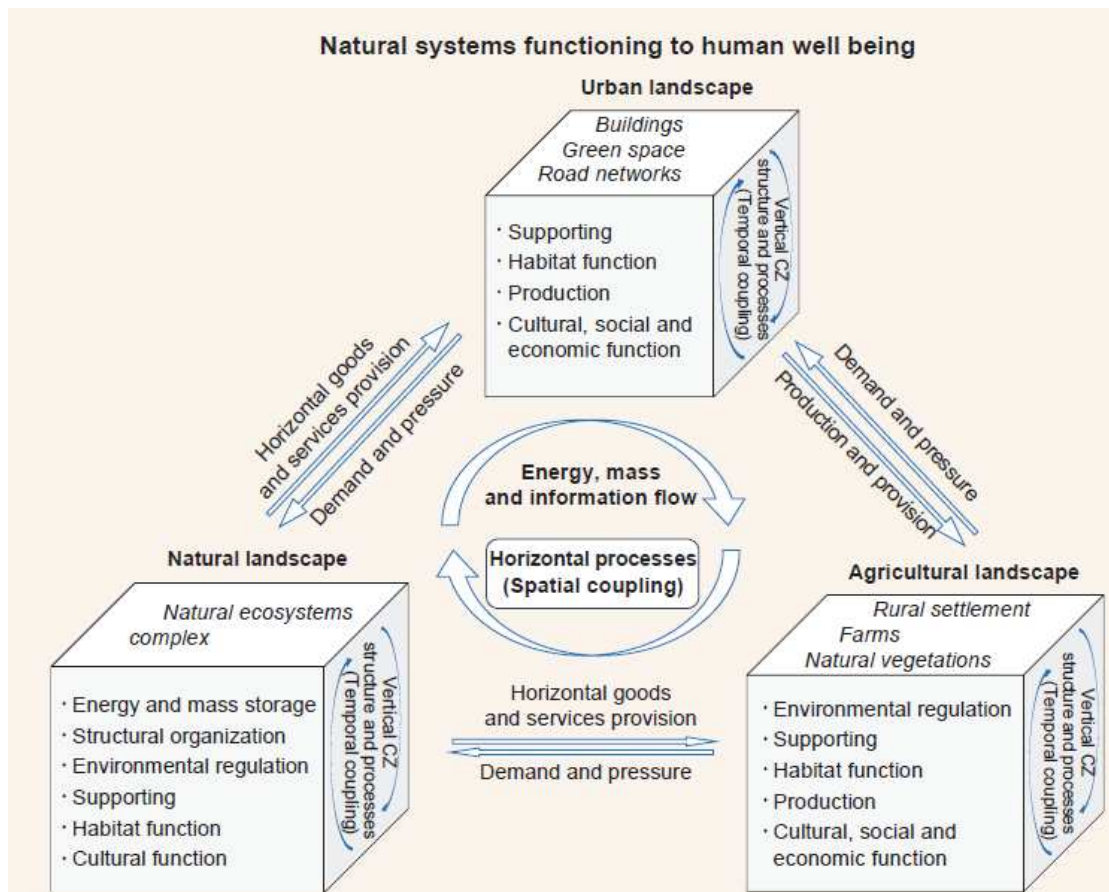 Natural systems functioning to human well being
Urban landscape
Buildings
Green space
Road networks
· Supporting
· Habitat function
· Production
· Cultural, social and
economic function
Vertical CZ
structure and processes
(Temporal coupling)
Horizontal goods
and services provision
Demand and pressure
Demand and pressure
Production and provision
Energy, mass
and information flow
Horizontal processes
(Spatial coupling)
Natural landscape
Natural ecosystems
complex
· Energy and mass storage
· Structural organization
· Environmental regulation
· Supporting
· Habitat function
· Cultural function
Vertical CZ
structure and processes
(Temporal coupling)
Horizontal goods
and services provision
Demand and pressure
Agricultural landscape
Rural settlement
Farms
Natural vegetations
· Environmental regulation
· Supporting
· Habitat function
· Production
· Cultural, social and
economic function
Vertical CZ
structure and processes
(Temporal coupling)